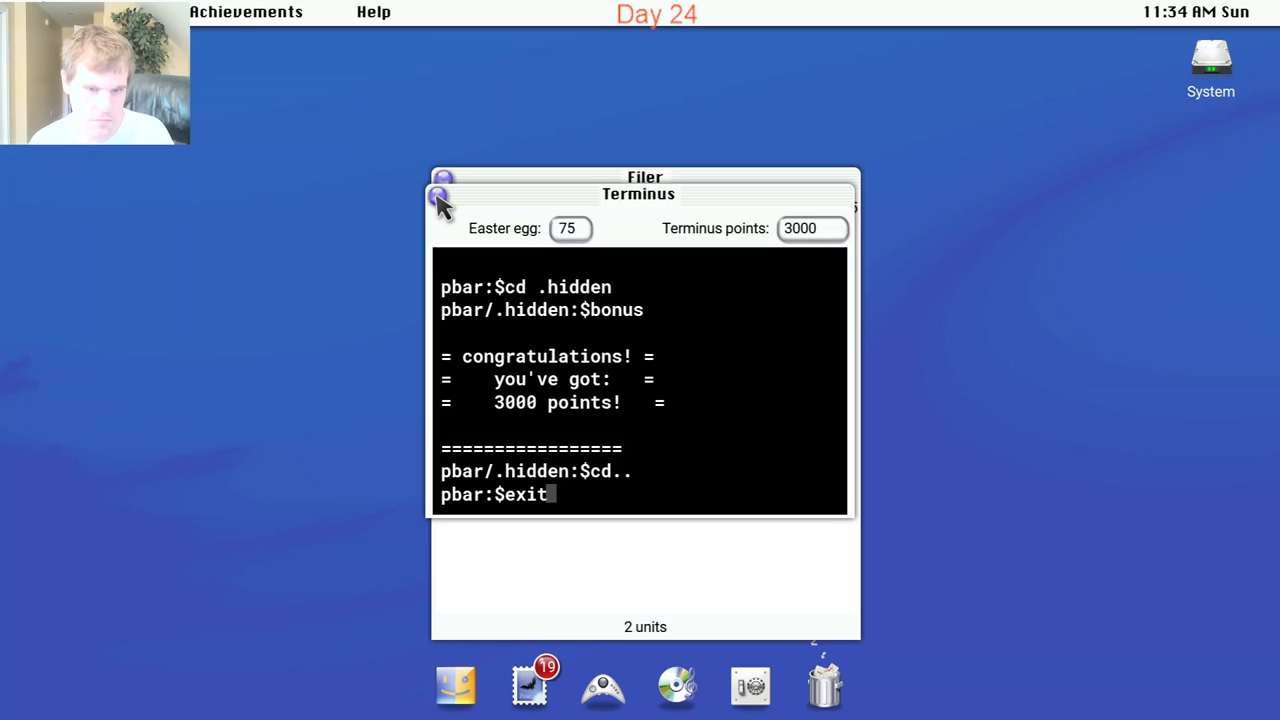 Achievements Help Day 24 11:34 AM Sun
System
Filer
Terminus
Easter egg: 75 Terminus points: 3000
pbar:$cd .hidden
pbar/.hidden:$bonus
= congratulations! =
= you've got: =
= 3000 points! =
=================
pbar/.hidden:$cd..
pbar:$exit
2 units
19